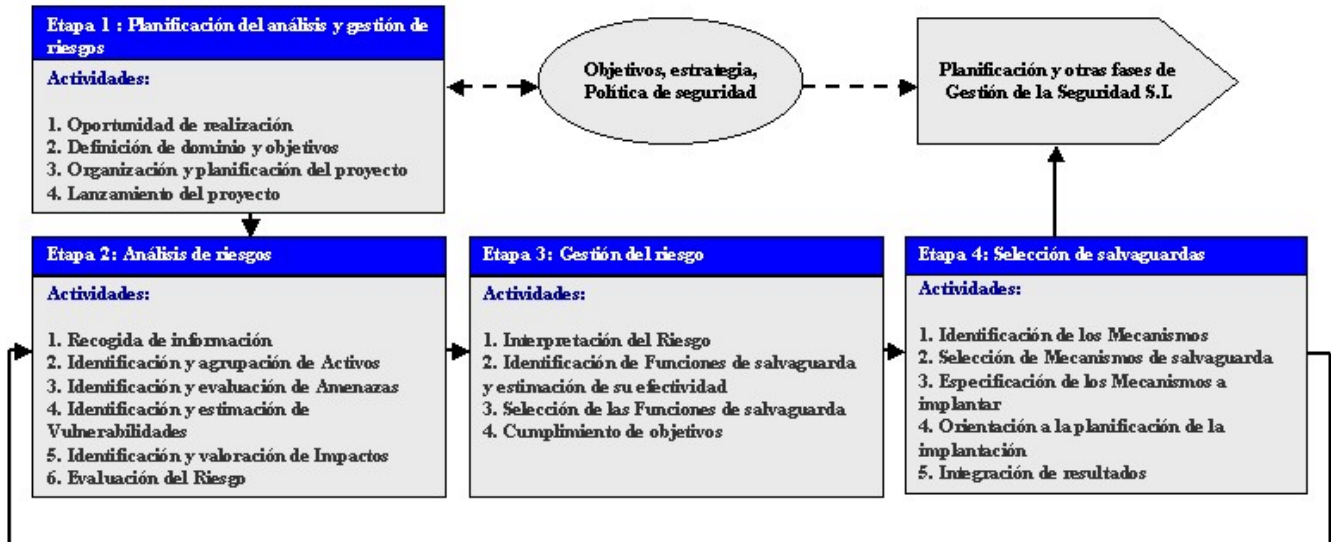 Etapa 1 : Planificación del análisis y gestión de
riesgos
Actividades:
1. Oportunidad de realización
2. Definición de dominio y objetivos
3. Organización y planificación del proyecto
4. Lanzamiento del proyecto
Objetivos, estrategia,
Política de seguridad
Planificación y otras fases de
Gestión de la Seguridad S.I.
Etapa 2: Análisis de riesgos
Actividades:
1. Recogida de información
2. Identificación y agrupación de Activos
3. Identificación y evaluación de Amenazas
4. Identificación y estimación de
Vulnerabilidades
5. Identificación y valoración de Impactos
6. Evaluación del Riesgo
Etapa 3: Gestión del riesgo
Actividades:
1. Interpretación del Riesgo
2. Identificación de Funciones de salvaguarda
y estimación de su efectividad
3. Selección de las Funciones de salvaguarda
4. Cumplimiento de objetivos
Etapa 4: Selección de salvaguardas
Actividades:
1. Identificación de los Mecanismos
2. Selección de Mecanismos de salvaguarda
3. Especificación de los Mecanismos a
implantar
4. Orientación a la planificación de la
implantación
5. Integración de resultados